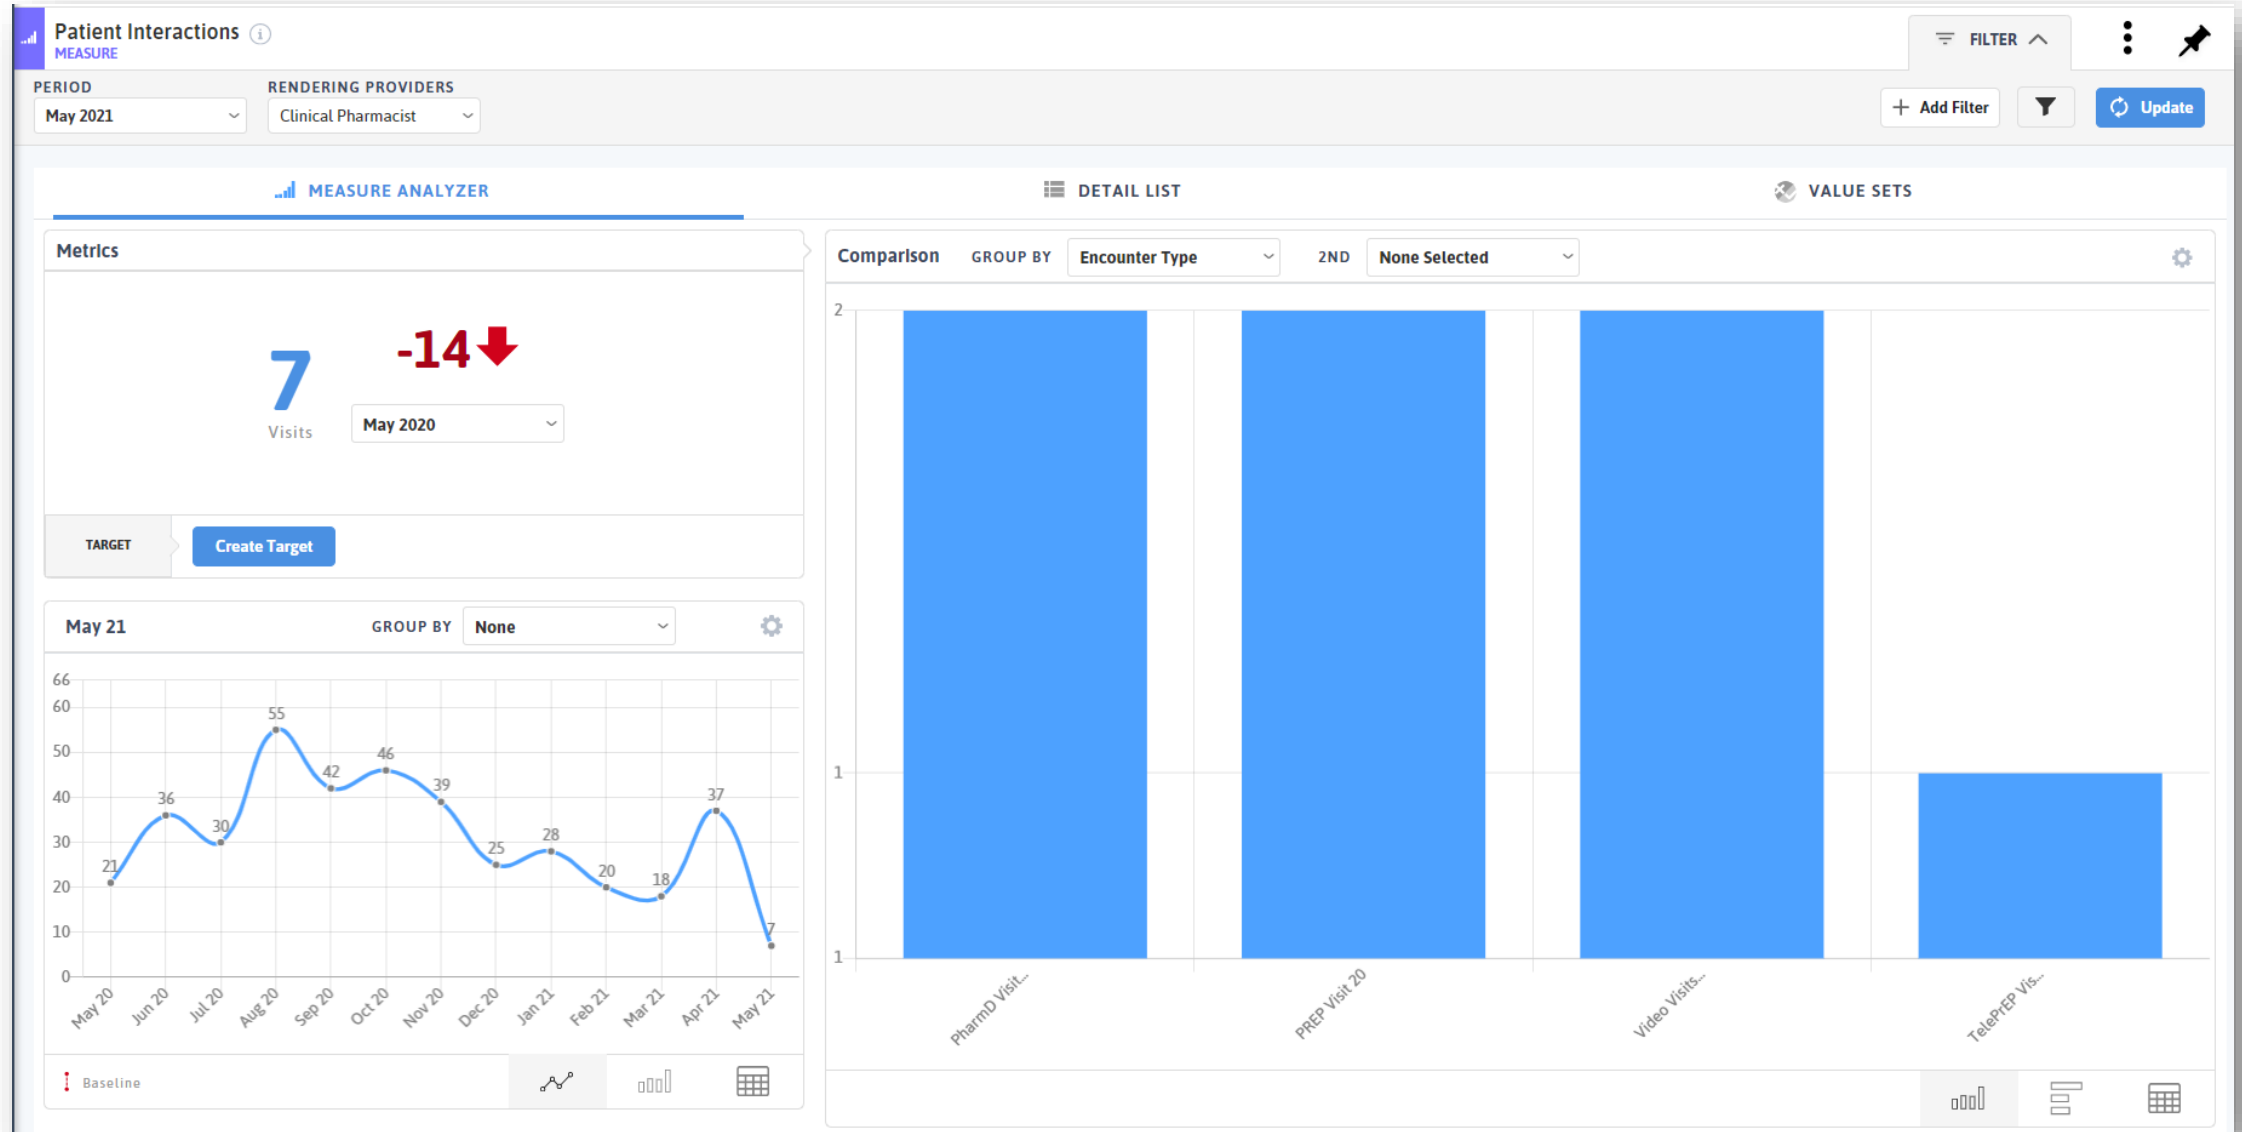 Patient Interactions
MEASURE
FILTER
PERIOD
RENDERING PROVIDERS
May 2021
Clinical Pharmacist
Add Filter
Update
MEASURE ANALYZER
DETAIL LIST
VALUE SETS
Metrics
7
Visits
-14
May 2020
TARGET
Create Target
May 21
GROUP BY
None
66
60
50
40
30
20
10
0
21
36
30
55
42
46
39
25
28
20
18
37
7
May 20
Jun 20
Jul 20
Aug 20
Sep 20
Oct 20
Nov 20
Dec 20
Jan 21
Feb 21
Mar 21
Apr 21
May 21
Baseline
Comparison
GROUP BY
Encounter Type
2ND
None Selected
2
1
1
PharmD Visit...
PREP Visit 20
Video Visits...
TelePrEP Vis...